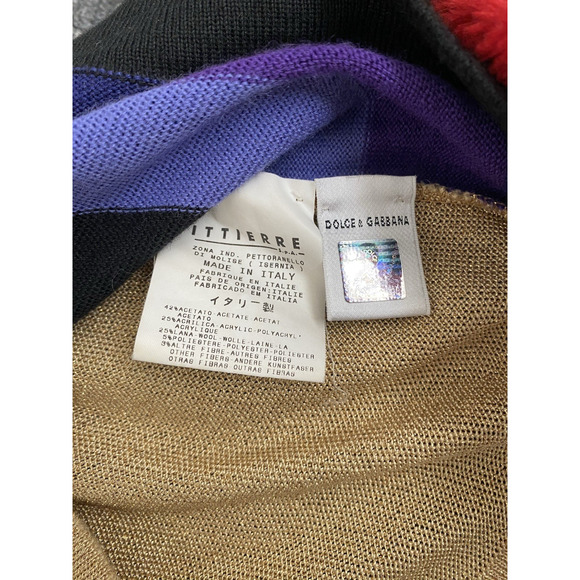 ITTIERRE
S.P.A.
ZONA IND. PETTORANELLO
DI MOLISE ( ISERNIA )
MADE IN ITALY
FABRIQUE EN ITALIE
PAIS DE ORIGEN:ITALIE
FABRICADO EM ITALIA
イタリー製
42%ACETATO-ACETATE ACETAT
ACETATO
25%ACRILICA-ACRYLIC-POLYACRYL-
ACRYLIQUE
25%LANA-WOOL-WOLLE-LAINE-LA
5%POLIESTERE-POLYESTER-POLIESTER
3%ALTRE FIBRE-AUTRES FIBRES
OTHER FIBERS-ANDERE KUNSTFASER
OTRAS FIBRAS OUTRAS FIBRAS
DOLCE & GABBANA